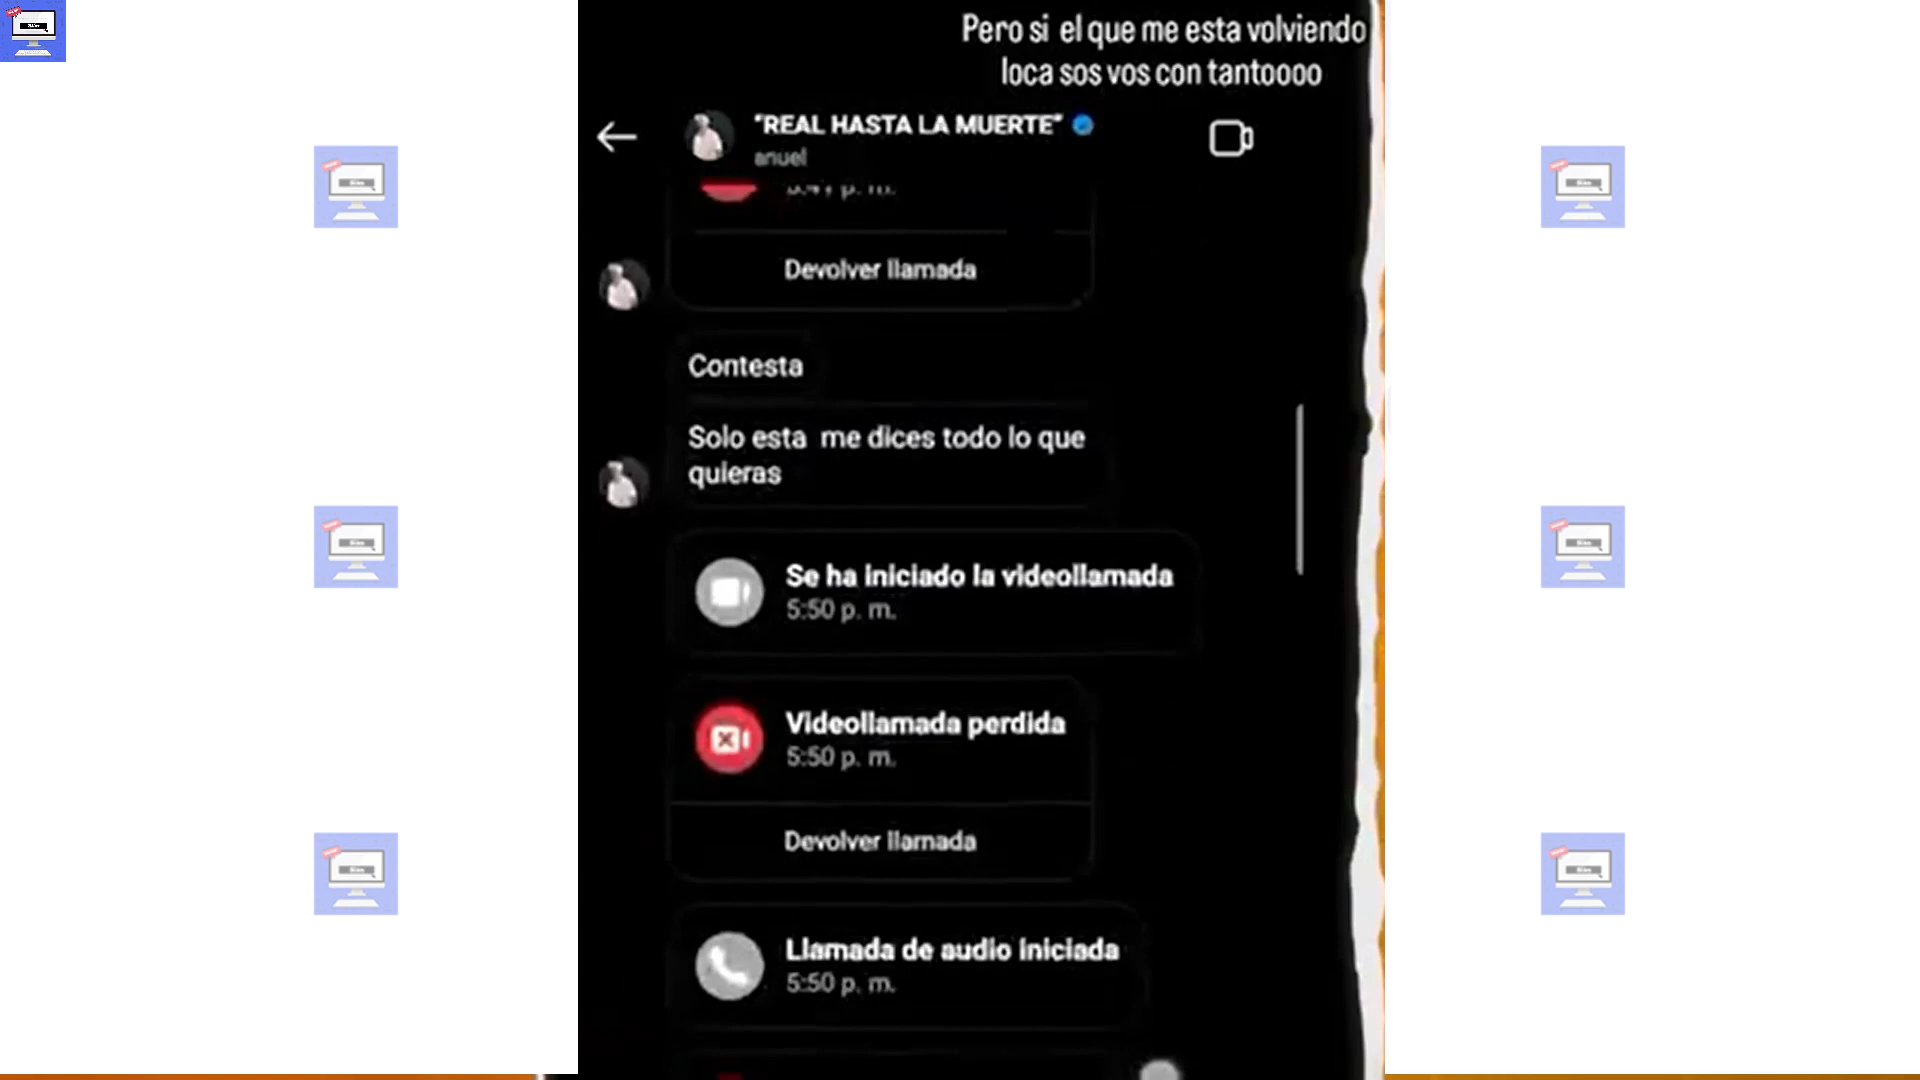 Pero si el que me esta volviendo
loca sos vos con tantoooo
"REAL HASTA LA MUERTE"
anuel
p. m.
Devolver llamada
Contesta
Solo esta me dices todo lo que
quieras
Se ha iniciado la videollamada
5:50 p. m.
Videollamada perdida
5:50 p. m.
Devolver llamada
Llamada de audio iniciada
5:50 p. m.